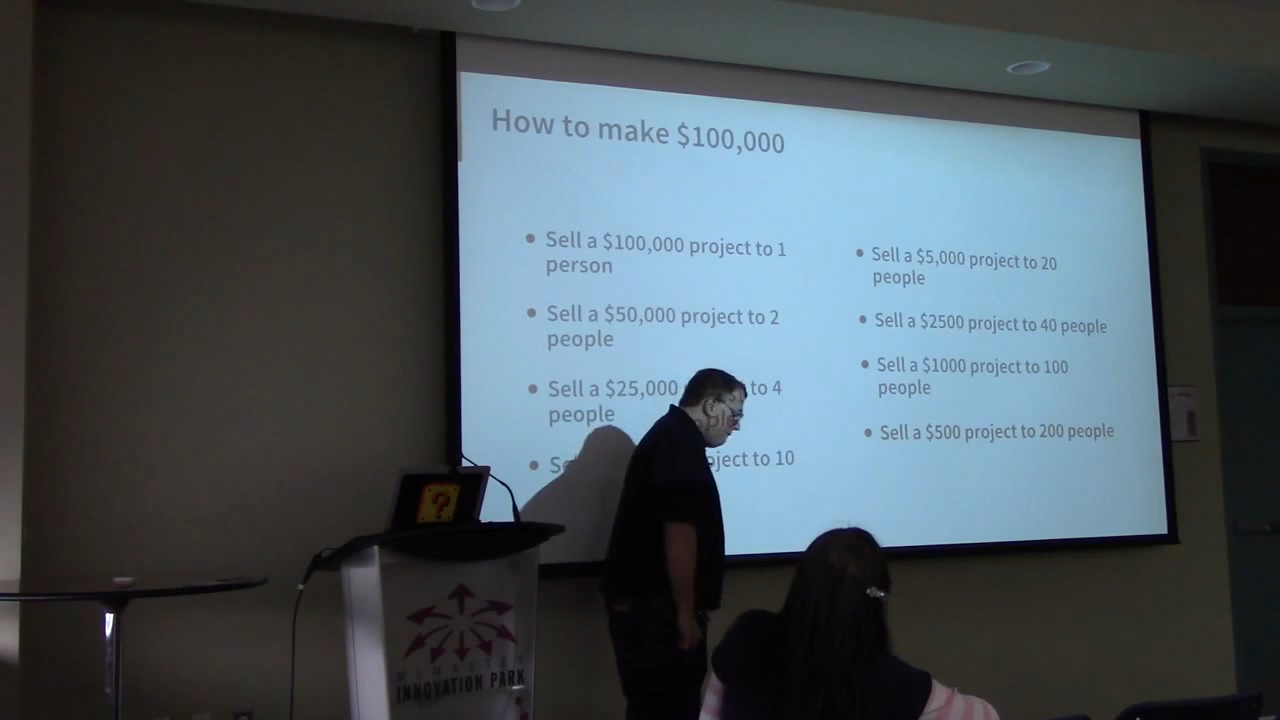 How to make $100,000
Sell a $100,000 project to 1
person
Sell a $50,000 project to 2
people
Sell a $25,000 to 4
people
to 10
Sell a $5,000 project to 20
people
Sell a $2500 project to 40 people
Sell a $1000 project to 100
people
Sell a $500 project to 200 people
?
McMASTER
INNOVATION PARK